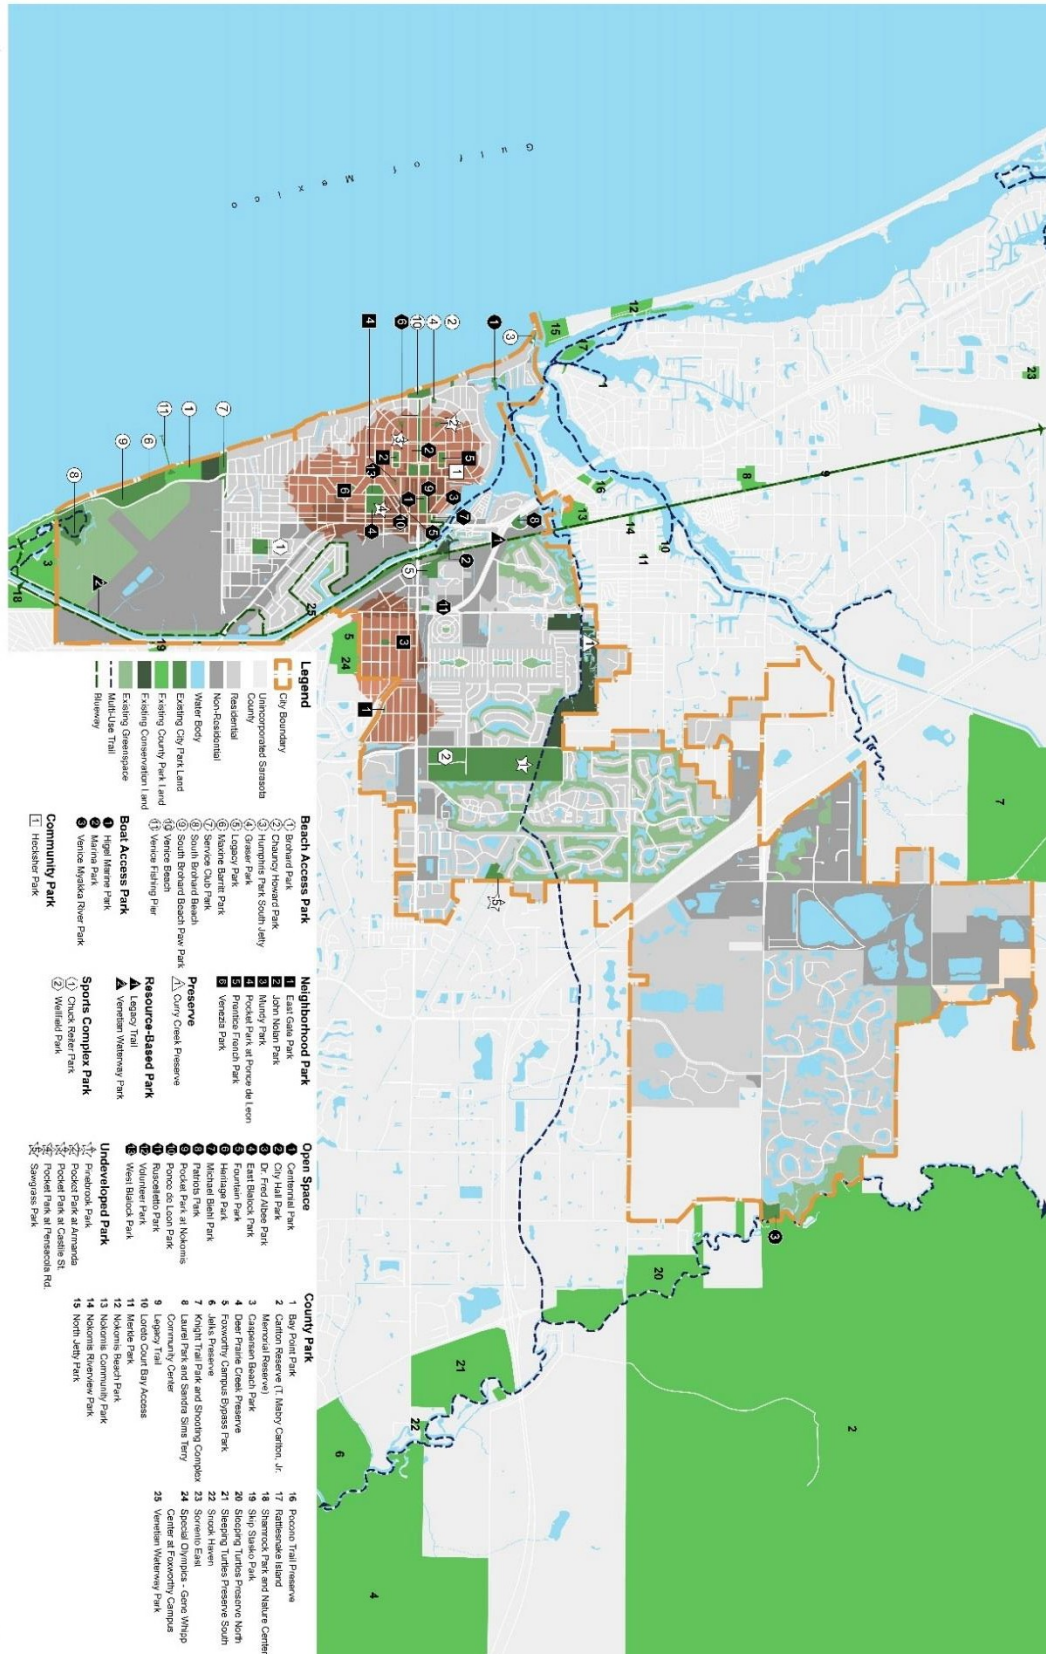 Gulf of Mexico
Legend
City Boundary
Unincorporated Sarasota
County
Residential
Non-Residential
Water Body
Existing City Park Land
Existing County Park Land
Existing Conservation Land
Existing Greenspace
Multi-Use Trail
Blueway
Beach Access Park
1 Brohard Park
2 Chauncy Howard Park
3 Humphris Park South Jetty
4 Graser Park
5 Legacy Park
6 Maxine Barritt Park
7 Service Club Park
8 South Brohard Beach
9 South Brohard Beach Paw Park
10 Venice Beach
11 Venice Fishing Pier
Boat Access Park
1 Higel Marine Park
2 Marina Park
3 Venice Myakka River Park
Community Park
1 Hecksher Park
Neighborhood Park
1 East Gate Park
2 John Nolan Park
3 Mundy Park
4 Pocket Park at Ponce de Leon
5 Prentice French Park
6 Venezia Park
Preserve
1 Curry Creek Preserve
Resource-Based Park
1 Legacy Trail
2 Venetian Waterway Park
Sports Complex Park
1 Chuck Reiter Park
2 Wellfield Park
Open Space
1 Centennial Park
2 City Hall Park
3 Dr. Fred Albee Park
4 East Blalock Park
5 Fountain Park
6 Heritage Park
7 Michael Biehl Park
8 Patriots Park
9 Pocket Park at Nokomis
10 Ponce de Leon Park
11 Ruscelletto Park
12 Volunteer Park
13 West Blalock Park
Undeveloped Park
1 Pinebrook Park
2 Pocket Park at Armanda
3 Pocket Park at Castile St.
4 Pocket Park at Pensacola Rd.
5 Sawgrass Park
County Park
1 Bay Point Park
2 Carlton Reserve (T. Mabry Carlton, Jr.
Memorial Reserve)
3 Caspersen Beach Park
4 Deer Prairie Creek Preserve
5 Foxworthy Campus Bypass Park
6 Jelks Preserve
7 Knight Trail Park and Shooting Complex
8 Laurel Park and Sandra Sims Terry
Community Center
9 Legacy Trail
10 Loreto Court Bay Access
11 Merkle Park
12 Nokomis Beach Park
13 Nokomis Community Park
14 Nokomis Riverview Park
15 North Jetty Park
16 Pocono Trail Preserve
17 Rattlesnake Island
18 Shamrock Park and Nature Center
19 Skip Stasko Park
20 Sleeping Turtles Preserve North
21 Sleeping Turtles Preserve South
22 Snook Haven
23 Sorrento East
24 Special Olympics - Gene Whipp
Center at Foxworthy Campus
25 Venetian Waterway Park